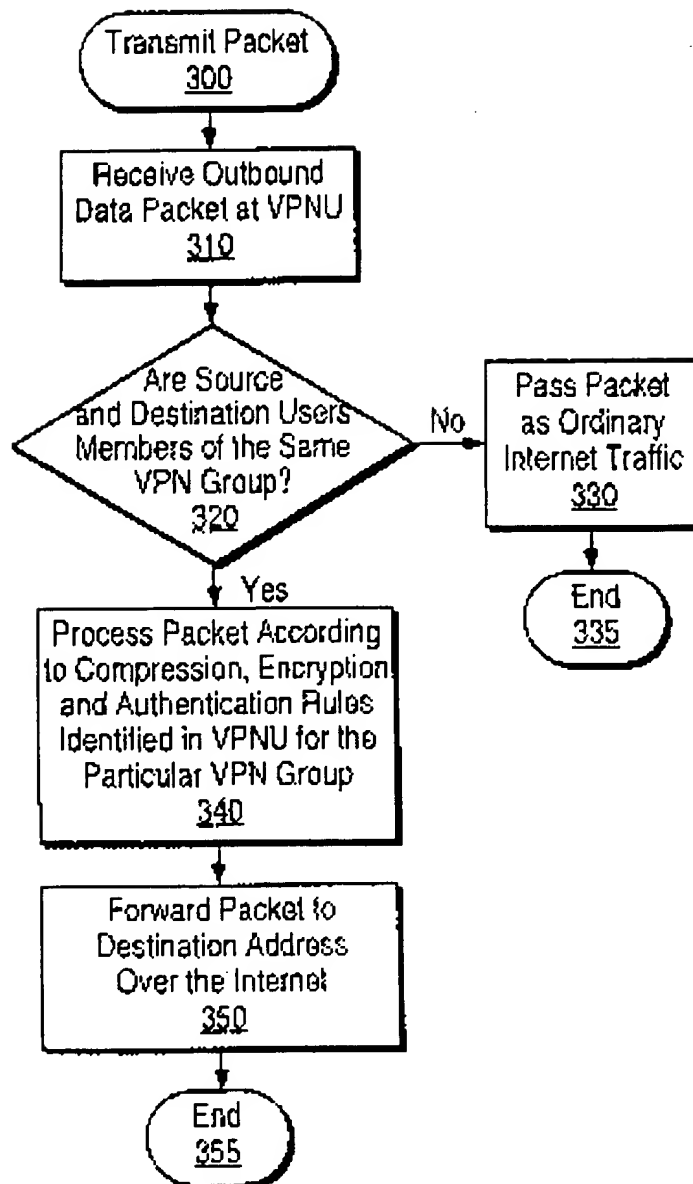 Transmit Packet
300
Receive Outbound
Data Packet at VPNU
310
Are Source
and Destination Users
Members of the Same
VPN Group?
320
No
Pass Packet
as Ordinary
Internet Traffic
330
End
335
Yes
Process Packet According
to Compression, Encryption
and Authentication Rules
Identified in VPNU for the
Particular VPN Group
340
Forward Packet to
Destination Address
Over the Internet
350
End
355